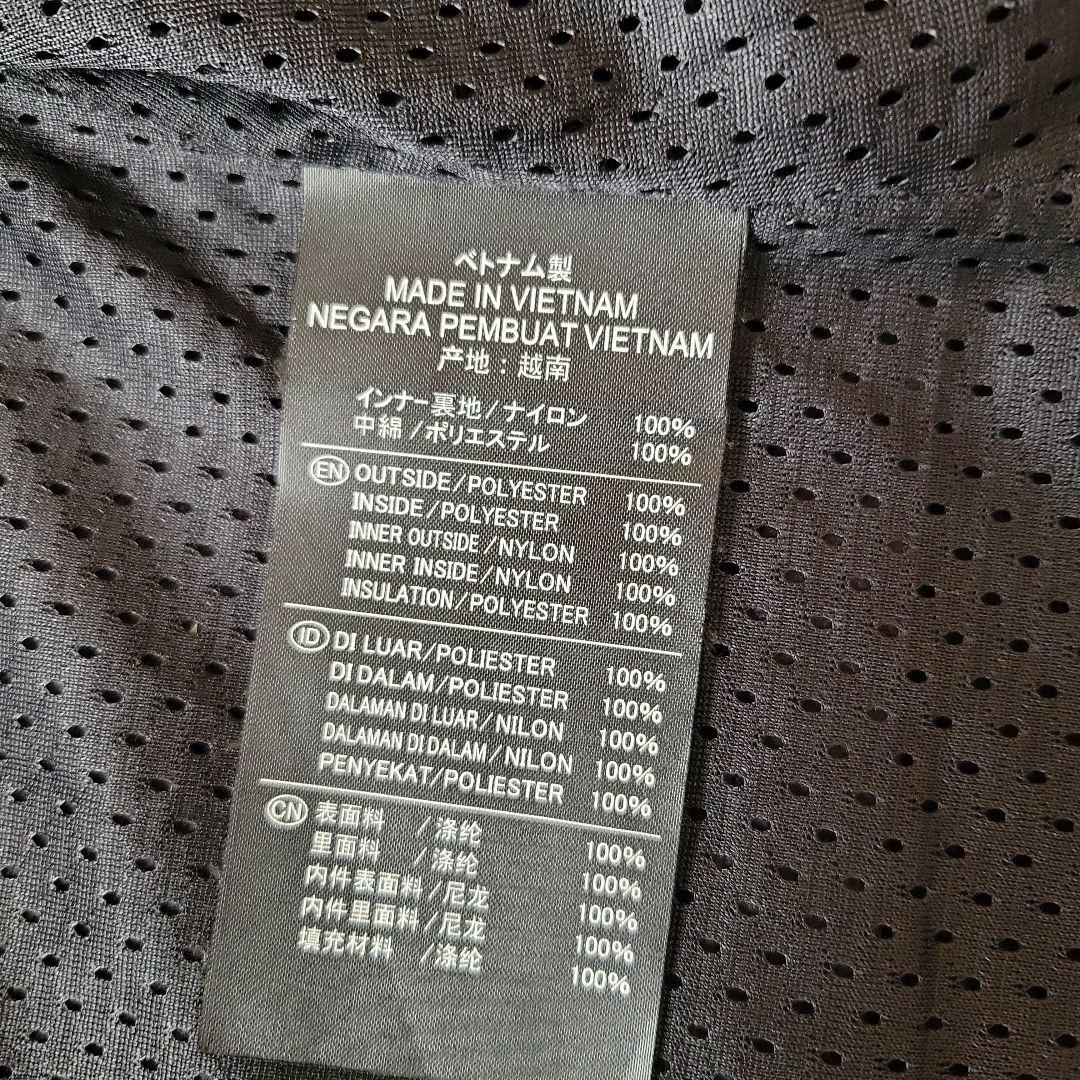 ベトナム製
MADE IN VIETNAM
NEGARA PEMBUAT VIETNAM
产地：越南
インナー裏地/ナイロン 100%
中綿/ポリエステル 100%
EN OUTSIDE/POLYESTER 100%
INSIDE/POLYESTER 100%
INNER OUTSIDE/NYLON 100%
INNER INSIDE/NYLON 100%
INSULATION/POLYESTER 100%
ID DI LUAR/POLIESTER 100%
DI DALAM/POLIESTER 100%
DALAMAN DI LUAR/NILON 100%
DALAMAN DI DALAM/NILON 100%
PENYEKAT/POLIESTER 100%
CN 表面料 /涤纶 100%
里面料 /涤纶 100%
内件表面料/尼龙 100%
内件里面料/尼龙 100%
填充材料 /涤纶 100%